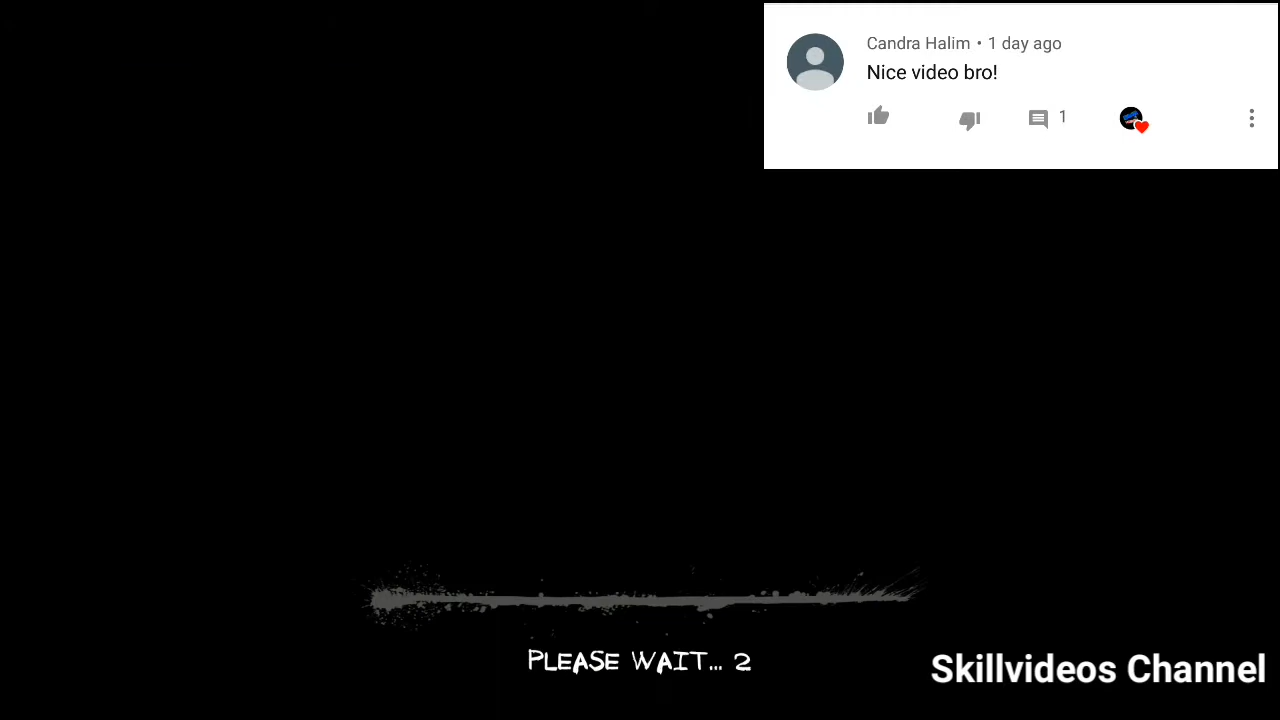 Candra Halim • 1 day ago
Nice video bro!
1
PLEASE WAIT... 2
Skillvideos Channel